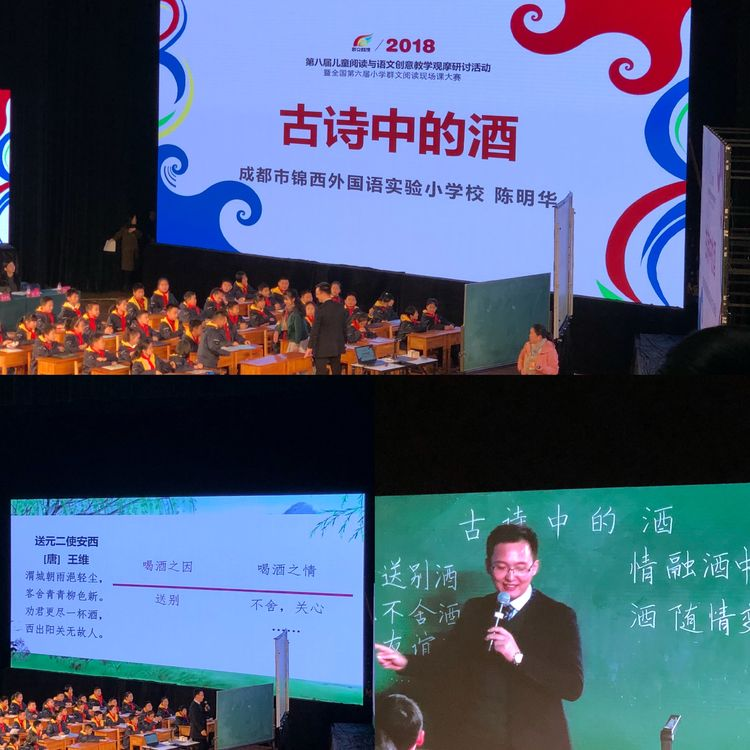 2018
第八届儿童阅读与语文创意教学观摩研讨活动
暨全国第六届小学群文阅读现场课大赛
古诗中的酒
成都市锦西外国语实验小学校 陈明华
送元二使安西
[唐] 王维
渭城朝雨浥轻尘，
客舍青青柳色新。
劝君更尽一杯酒，
西出阳关无故人。
喝酒之因 喝酒之情
送别 不舍，关心
……
古诗中的酒
送别酒
不舍酒
友谊
情融酒中
酒随情变